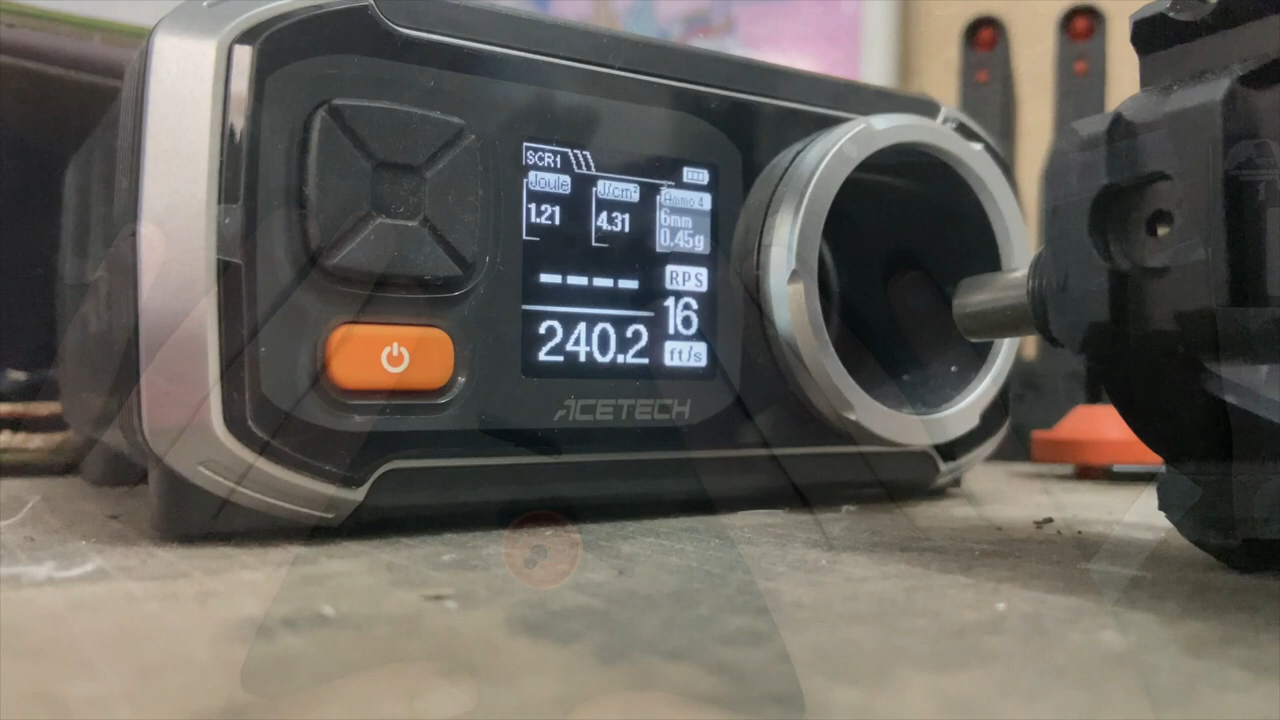 SCR1
Joule J/cm² Ammo 4
1.21 4.31 6mm
0.45g
---- RPS
16
240.2 ft/s
ACETECH